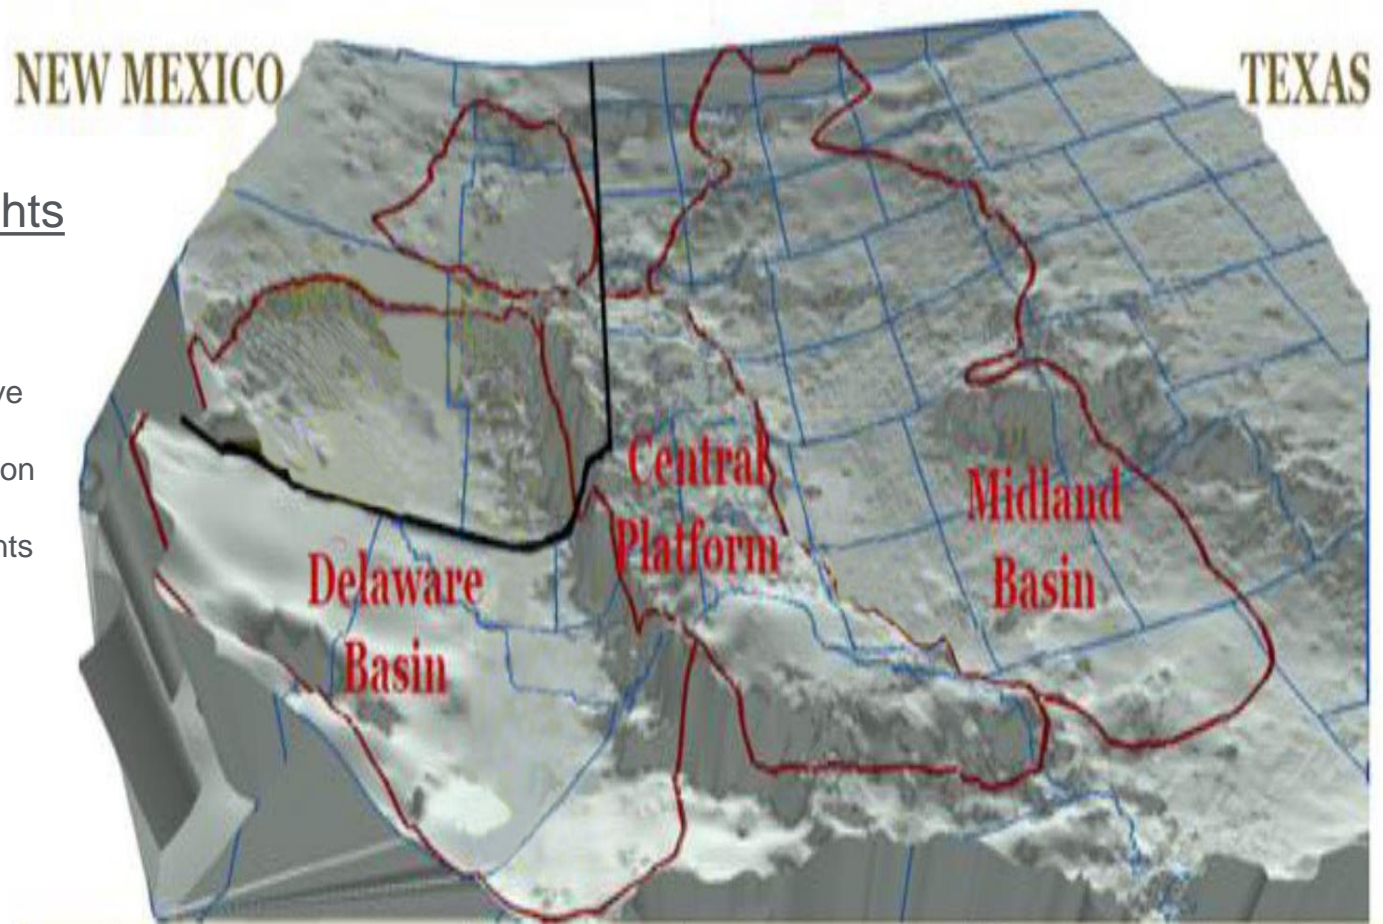 NEW MEXICO
TEXAS
hts
ve
on
nts
Central
Platform
Midland
Basin
Delaware
Basin